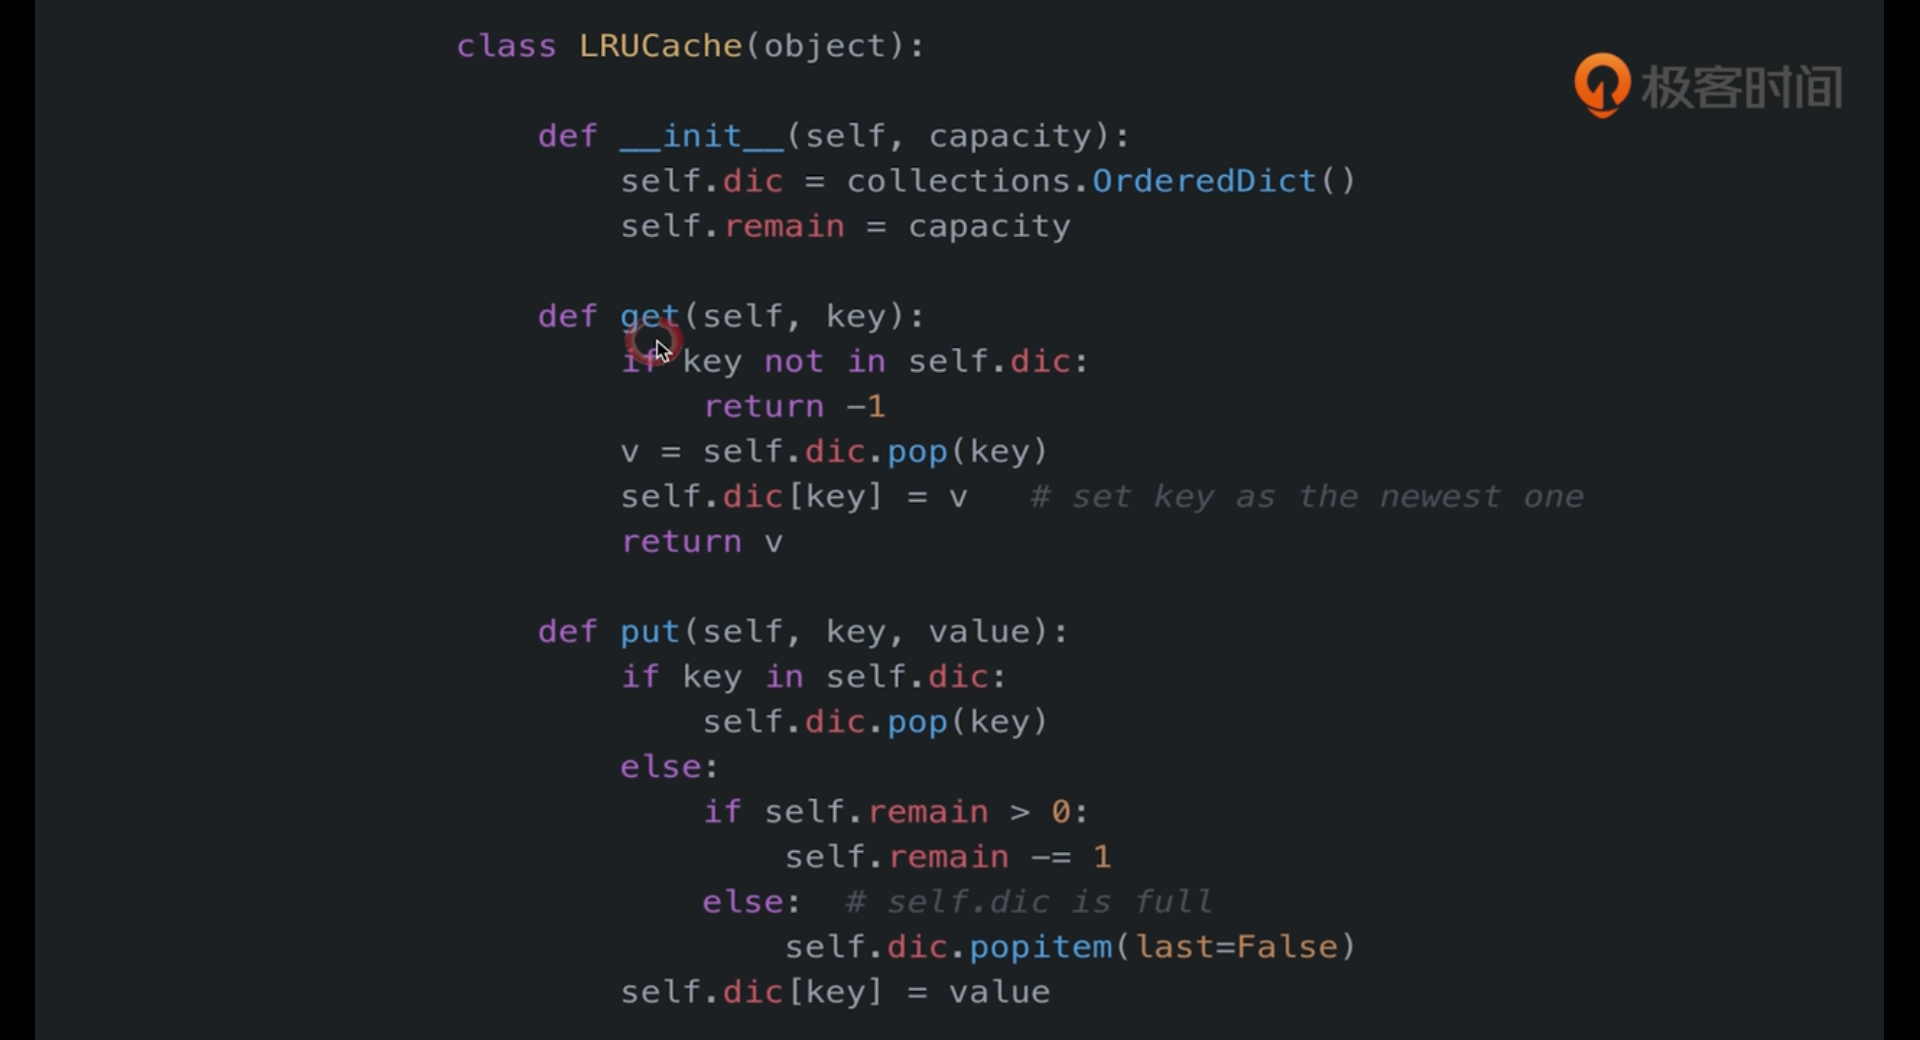 class LRUCache(object):
极客时间
def __init__(self, capacity):
self.dic = collections.OrderedDict()
self.remain = capacity
def get(self, key):
if key not in self.dic:
return -1
v = self.dic.pop(key)
self.dic[key] = v   # set key as the newest one
return v
def put(self, key, value):
if key in self.dic:
self.dic.pop(key)
else:
if self.remain > 0:
self.remain -= 1
else:  # self.dic is full
self.dic.popitem(last=False)
self.dic[key] = value